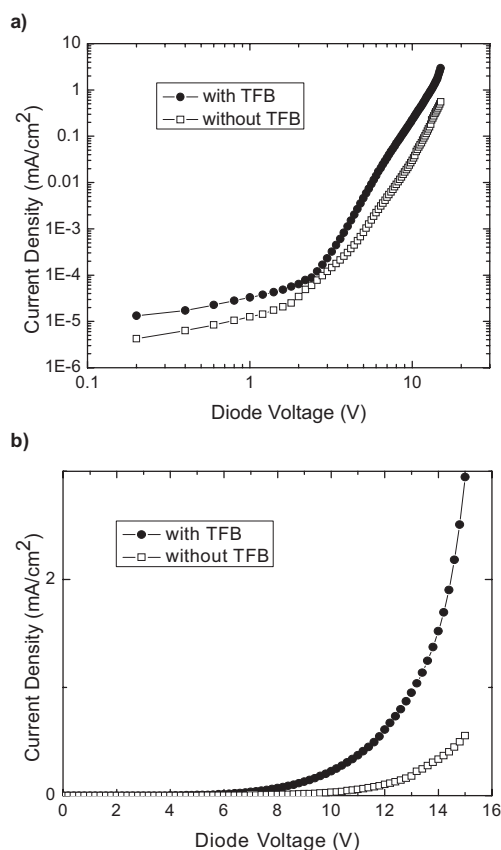 a)
10
1
0.1
0.01
1E-3
1E-4
1E-5
1E-6
Current Density (mA/cm²)
with TFB
without TFB
0.1
1
10
Diode Voltage (V)
b)
2
0
Current Density (mA/cm²)
with TFB
without TFB
0 2 4 6 8 10 12 14 16
Diode Voltage (V)